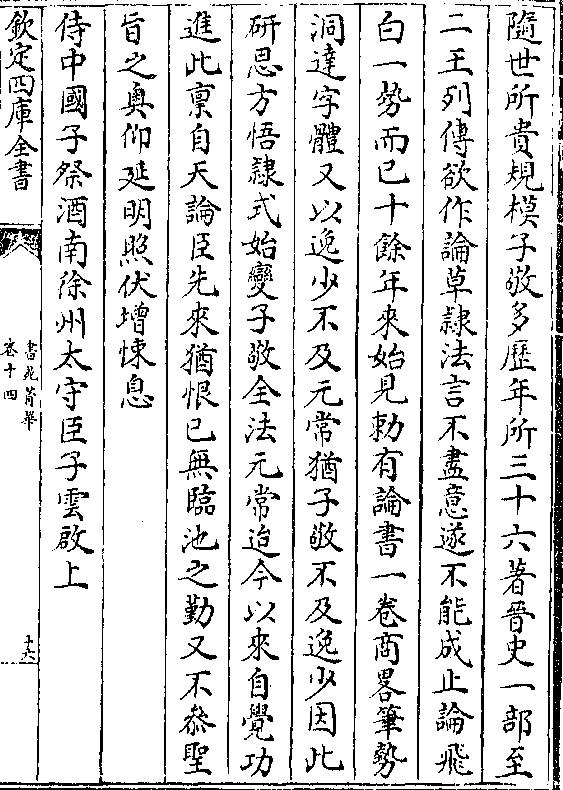 隨世所貴規模子敬多歷年所三十六著晉史一部至
二王列傳欲作論草隸法言不盡意遂不能成止論飛
白一勢而已十餘年來始見勅有論書一卷商畧筆勢
洞達字體又以逸少不及元常猶子敬不及逸少因此
研思方悟隸式始變子敬全法元常迨今以來自覺功
進此禀自天論臣先來猶恨已無臨池之勤又不叅聖
旨之奥仰延明照伏增悚息
侍中國子祭酒南徐州太守臣子雲啟上
欽定四庫全書
書苑菁華
卷十四
十六